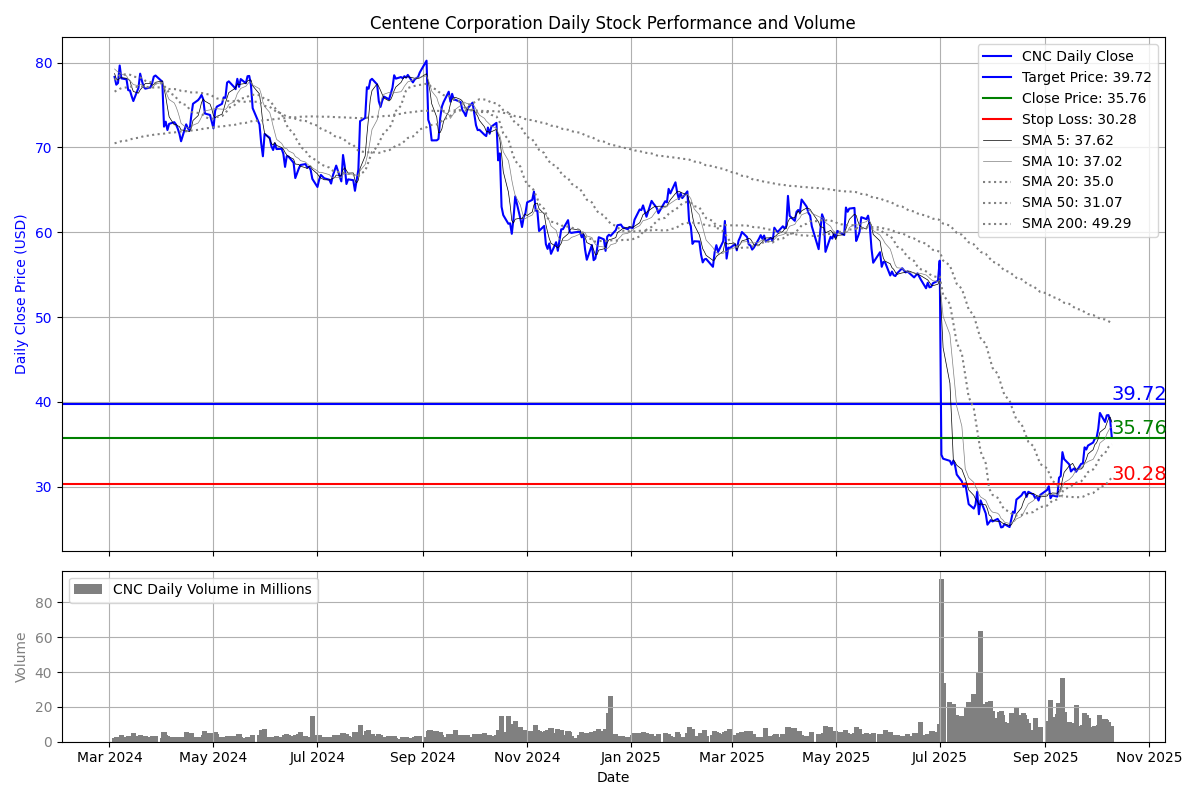 Centene Corporation Daily Stock Performance and Volume
Daily Close Price (USD)
80
70
60
50
40
30
CNC Daily Close
Target Price: 39.72
Close Price: 35.76
Stop Loss: 30.28
SMA 5: 37.62
SMA 10: 37.02
SMA 20: 35.0
SMA 50: 31.07
SMA 200: 49.29
39.72
35.76
30.28
CNC Daily Volume in Millions
Volume
80
60
40
20
0
Mar 2024 May 2024 Jul 2024 Sep 2024 Nov 2024 Jan 2025 Mar 2025 May 2025 Jul 2025 Sep 2025 Nov 2025
Date